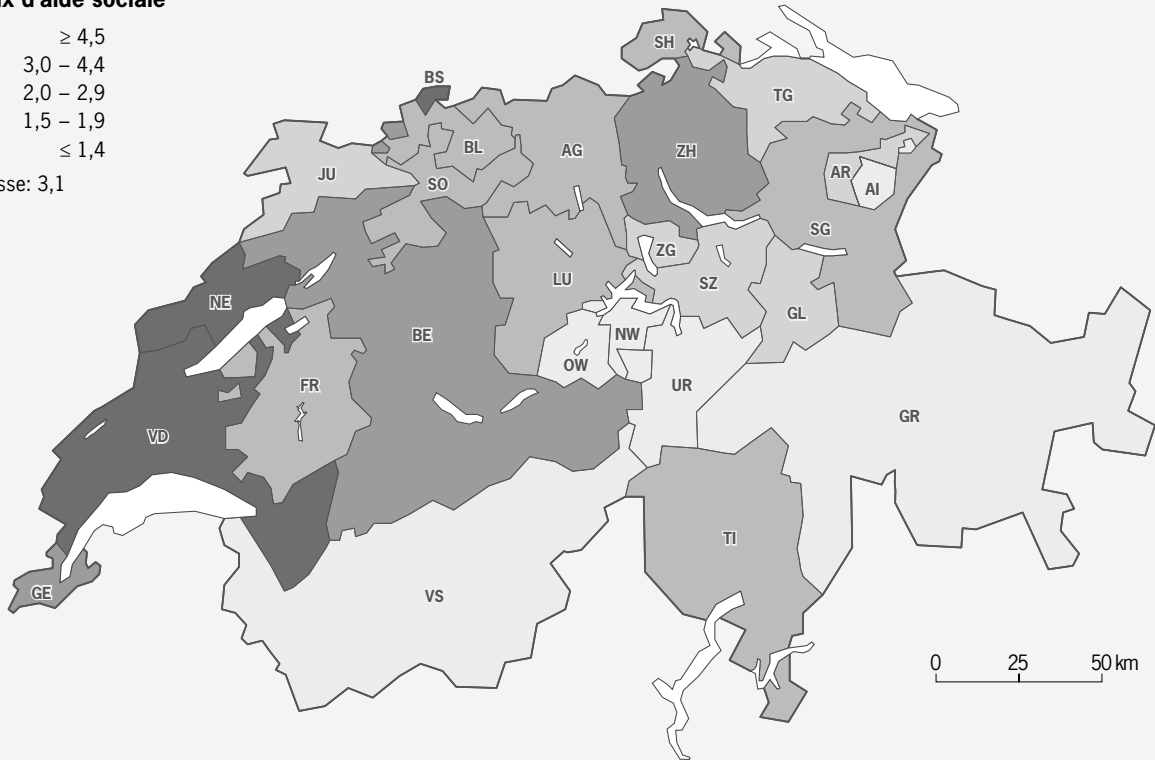 d'aide sociale
≥ 4,5
3,0 – 4,4
2,0 – 2,9
1,5 – 1,9
≤ 1,4
3,1
SH
BS
TG
BL
AG
ZH
JU
SO
AR
AI
SG
ZG
LU
SZ
NE
GL
BE
NW
OW
FR
UR
GR
VD
TI
GE
VS
0 25 50 km